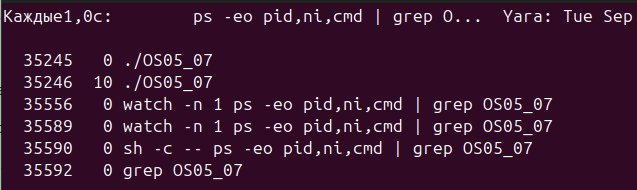 Каждые1,0с: ps -eo pid,ni,cmd | grep O... Yara: Tue Sep
35245 0 ./OS05_07
35246 10 ./OS05_07
35556 0 watch -n 1 ps -eo pid,ni,cmd | grep OS05_07
35589 0 watch -n 1 ps -eo pid,ni,cmd | grep OS05_07
35590 0 sh -c -- ps -eo pid,ni,cmd | grep OS05_07
35592 0 grep OS05_07